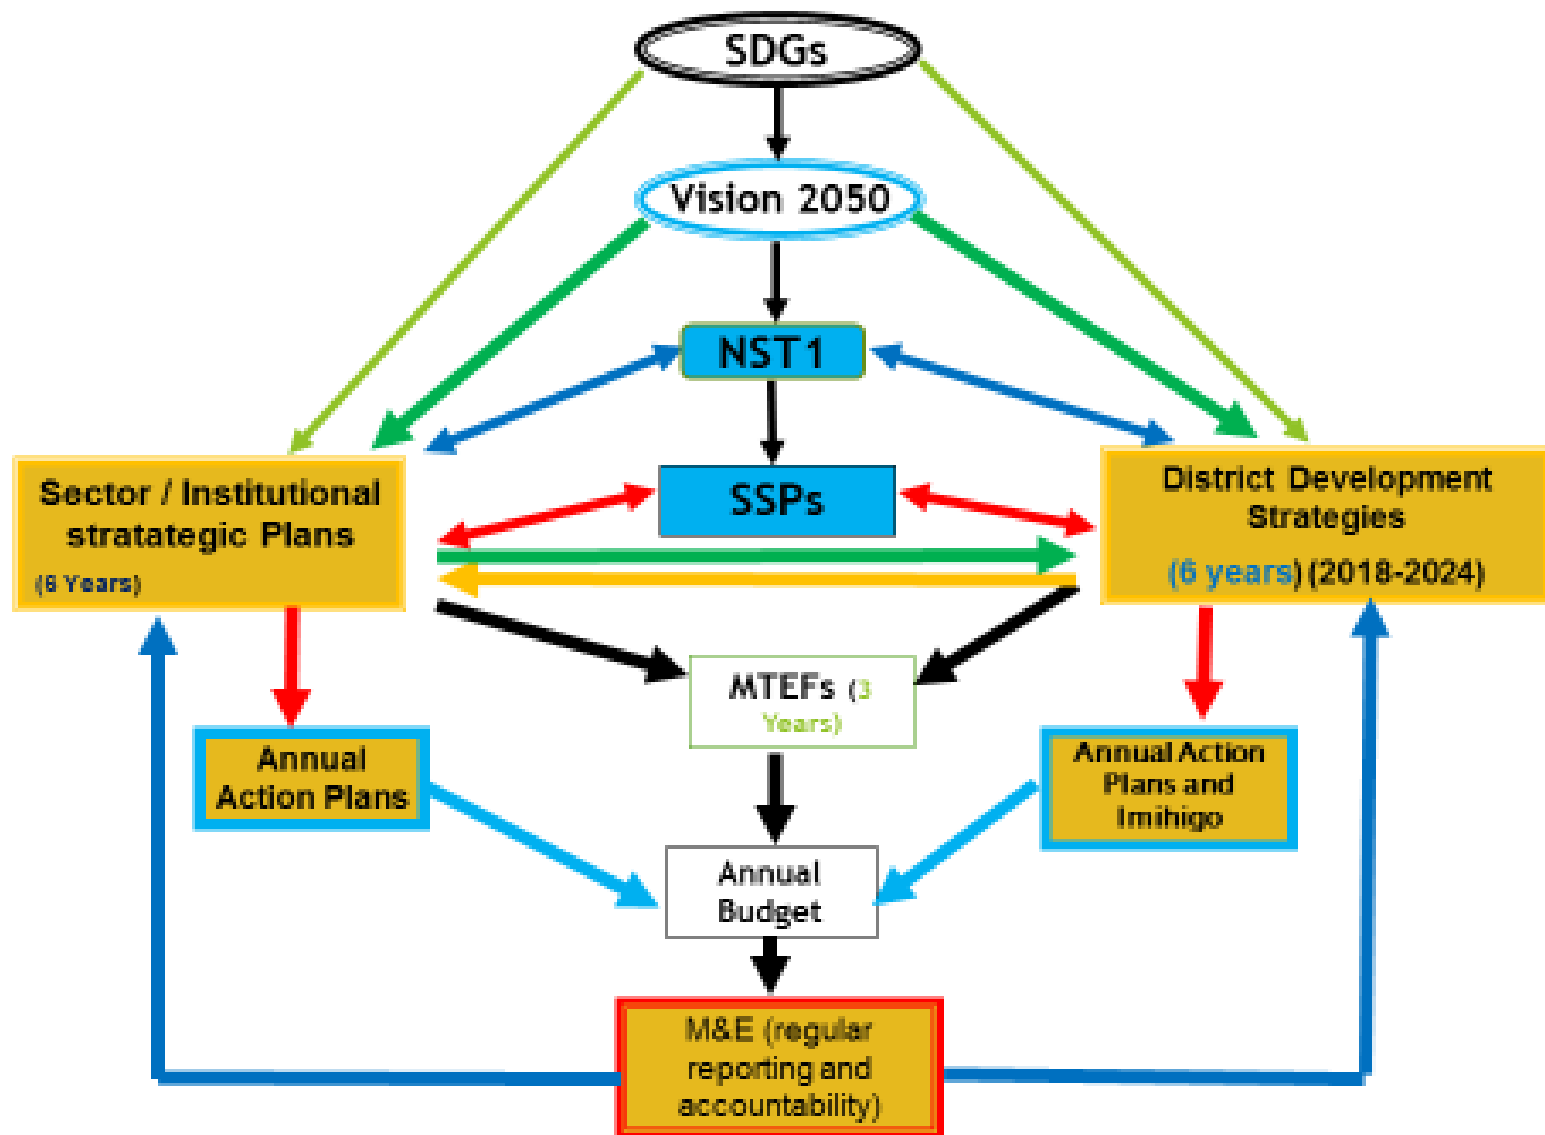 SDGs
Vision 2050
NST1
Sector / Institutional
stratategic Plans
(6 Years)
SSPs
District Development
Strategies
(6 years) (2018-2024)
MTEFs (3
Years)
Annual
Action Plans
Annual Action
Plans and
Imihigo
Annual
Budget
M&E (regular
reporting and
accountability)